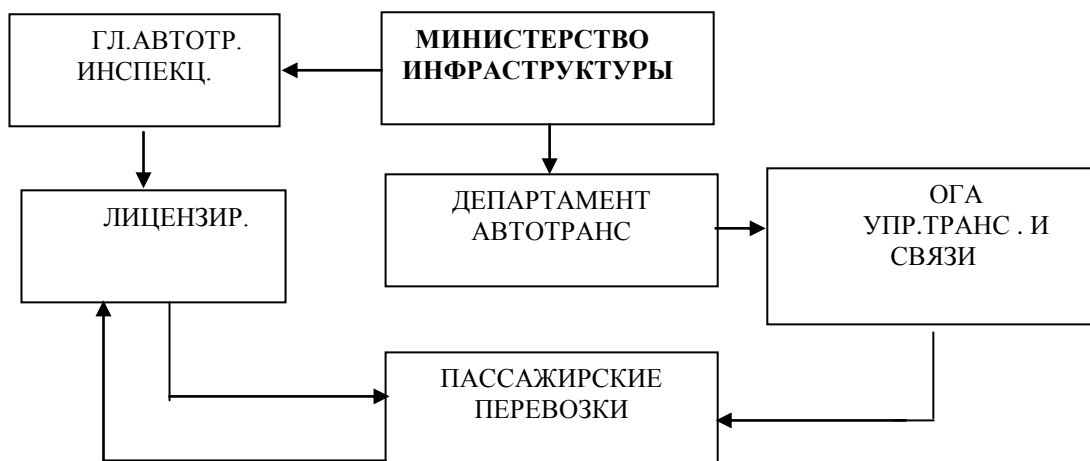 ГЛ.АВТОТР.
ИНСПЕКЦ.
МИНИСТЕРСТВО
ИНФРАСТРУКТУРЫ
ЛИЦЕНЗИР.
ДЕПАРТАМЕНТ
АВТОТРАНС
ОГА
УПР.ТРАНС . И
СВЯЗИ
ПАССАЖИРСКИЕ
ПЕРЕВОЗКИ